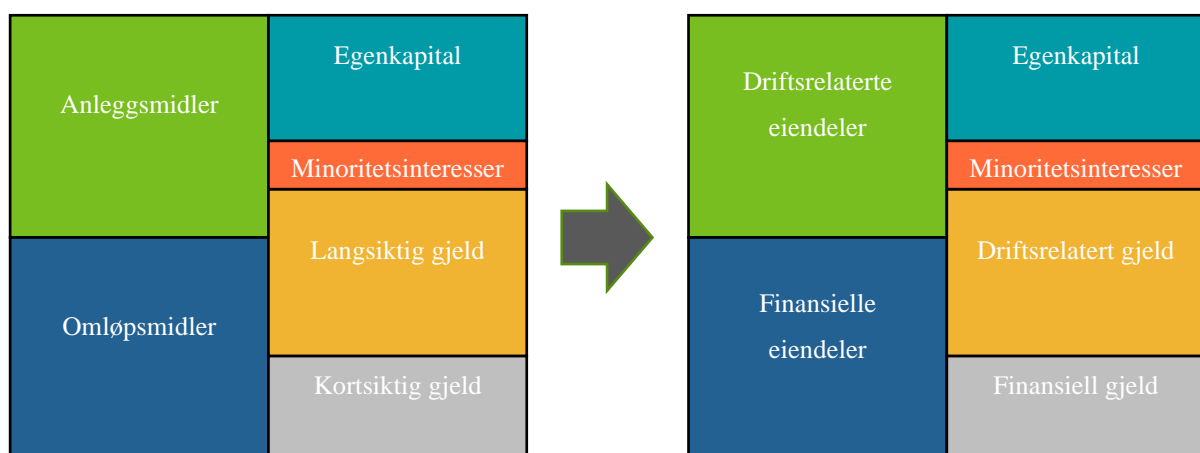 Anleggsmidler
Omløpsmidler
Egenkapital
Minoritetsinteresser
Langsiktig gjeld
Kortsiktig gjeld
Driftsrelaterte
eiendeler
Finansielle
eiendeler
Egenkapital
Minoritetsinteresser
Driftsrelatert gjeld
Finansiell gjeld